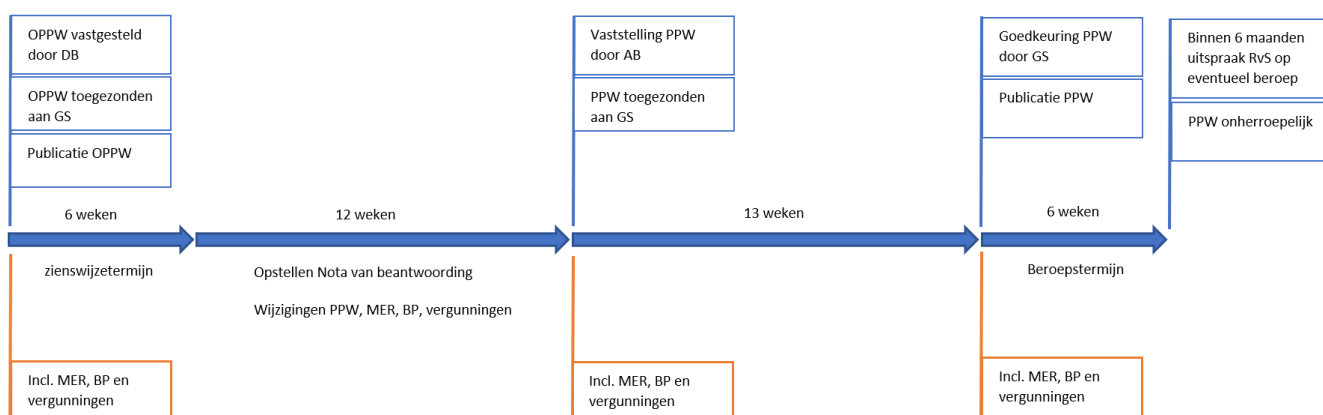 OPPW vastgesteld
door DB
OPPW toegezonden
aan GS
Publicatie OPPW
Vaststelling PPW
door AB
PPW toegezonden
aan GS
Goedkeuring PPW
door GS
Publicatie PPW
Binnen 6 maanden
uitspraak RvS op
eventueel beroep
PPW onherroepelijk
6 weken
12 weken
13 weken
6 weken
zienswijzetermijn
Opstellen Nota van beantwoording
Wijzigingen PPW, MER, BP, vergunningen
Beroepstermijn
Incl. MER, BP en
vergunningen
Incl. MER, BP en
vergunningen
Incl. MER, BP en
vergunningen